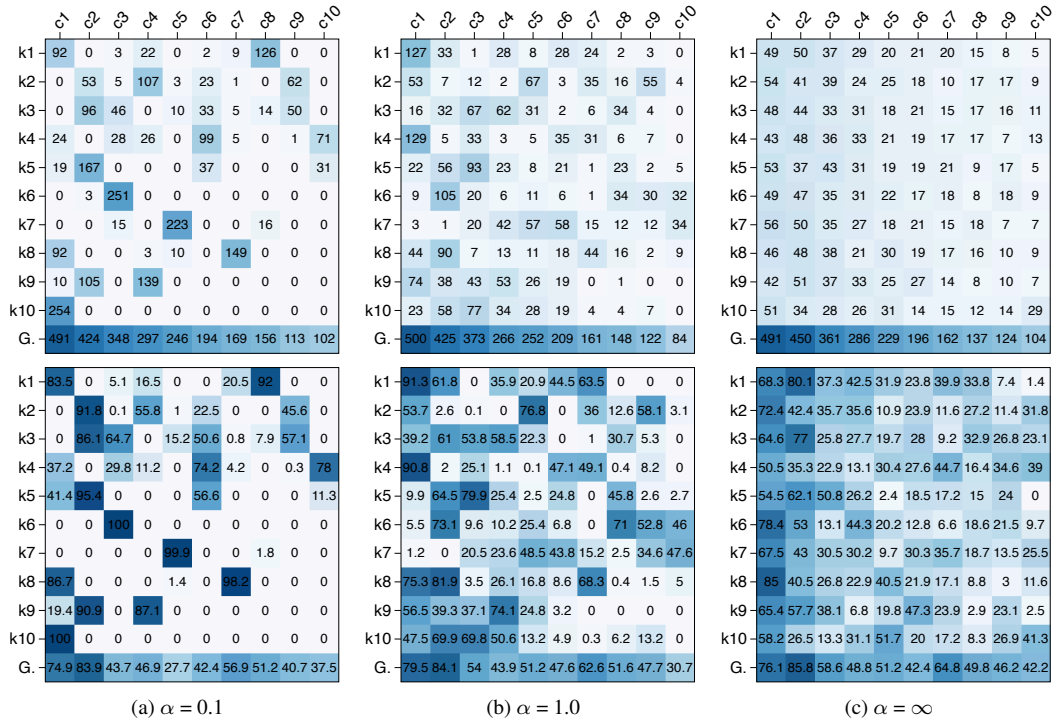 c1 c2 c3 c4 c5 c6 c7 c8 c9 c10
k1 92 0 3 22 0 2 9 126 0 0
k2 0 53 5 107 3 23 1 0 62 0
k3 0 96 46 0 10 33 5 14 50 0
k4 24 0 28 26 0 99 5 0 1 71
k5 19 167 0 0 0 37 0 0 0 31
k6 0 3 251 0 0 0 0 0 0 0
k7 0 0 15 0 223 0 0 16 0 0
k8 92 0 0 3 10 0 149 0 0 0
k9 10 105 0 139 0 0 0 0 0 0
k10 254 0 0 0 0 0 0 0 0 0
G. 491 424 348 297 246 194 169 156 113 102
k1 83.5 0 5.1 16.5 0 0 20.5 92 0 0
k2 0 91.8 0.1 55.8 1 22.5 0 0 45.6 0
k3 0 86.1 64.7 0 15.2 50.6 0.8 7.9 57.1 0
k4 37.2 0 29.8 11.2 0 74.2 4.2 0 0.3 78
k5 41.4 95.4 0 0 0 56.6 0 0 0 11.3
k6 0 0 100 0 0 0 0 0 0 0
k7 0 0 0 0 99.9 0 0 1.8 0 0
k8 86.7 0 0 0 1.4 0 98.2 0 0 0
k9 19.4 90.9 0 87.1 0 0 0 0 0 0
k10 100 0 0 0 0 0 0 0 0 0
G. 74.9 83.9 43.7 46.9 27.7 42.4 56.9 51.2 40.7 37.5
(a) α = 0.1
c1 c2 c3 c4 c5 c6 c7 c8 c9 c10
k1 127 33 1 28 8 28 24 2 3 0
k2 53 7 12 2 67 3 35 16 55 4
k3 16 32 67 62 31 2 6 34 4 0
k4 129 5 33 3 5 35 31 6 7 0
k5 22 56 93 23 8 21 1 23 2 5
k6 9 105 20 6 11 6 1 34 30 32
k7 3 1 20 42 57 58 15 12 12 34
k8 44 90 7 13 11 18 44 16 2 9
k9 74 38 43 53 26 19 0 1 0 0
k10 23 58 77 34 28 19 4 4 7 0
G. 500 425 373 266 252 209 161 148 122 84
k1 91.3 61.8 0 35.9 20.9 44.5 63.5 0 0 0
k2 53.7 2.6 0.1 0 76.8 0 36 12.6 58.1 3.1
k3 39.2 61 53.8 58.5 22.3 0 1 30.7 5.3 0
k4 90.8 2 25.1 1.1 0.1 47.1 49.1 0.4 8.2 0
k5 9.9 64.5 79.9 25.4 2.5 24.8 0 45.8 2.6 2.7
k6 5.5 73.1 9.6 10.2 25.4 6.8 0 71 52.8 46
k7 1.2 0 20.5 23.6 48.5 43.8 15.2 2.5 34.6 47.6
k8 75.3 81.9 3.5 26.1 16.8 8.6 68.3 0.4 1.5 5
k9 56.5 39.3 37.1 74.1 24.8 3.2 0 0 0 0
k10 47.5 69.9 69.8 50.6 13.2 4.9 0.3 6.2 13.2 0
G. 79.5 84.1 54 43.9 51.2 47.6 62.6 51.6 47.7 30.7
(b) α = 1.0
c1 c2 c3 c4 c5 c6 c7 c8 c9 c10
k1 49 50 37 29 20 21 20 15 8 5
k2 54 41 39 24 25 18 10 17 17 9
k3 48 44 33 31 18 19 18 16 16 11
k4 43 48 36 33 21 19 17 17 7 13
k5 53 37 43 29 21 21 19 9 17 5
k6 49 47 35 31 22 17 18 8 18 9
k7 56 50 35 27 18 21 15 18 7 7
k8 46 48 38 21 30 19 17 16 10 9
k9 42 51 37 33 25 27 14 8 10 7
k10 51 34 28 26 31 14 15 12 14 29
G. 491 450 361 286 229 196 162 137 124 104
k1 68.3 80.1 37.3 42.5 31.9 23.8 39.9 33.8 7.4 1.4
k2 72.4 42.4 35.7 35.6 10.9 23.9 11.6 27.2 11.4 31.8
k3 64.6 77 25.8 27.7 19.7 28 9.2 32.9 26.8 23.1
k4 50.5 35.3 22.9 13.1 30.4 27.6 44.7 16.4 34.6 39
k5 54.5 62.1 50.8 26.2 2.4 18.5 17.2 15 24 0
k6 78.4 53 13.1 44.3 20.2 12.8 6.6 18.6 21.5 9.7
k7 67.5 43 30.5 30.2 9.7 30.3 35.7 18.7 13.5 25.5
k8 85 40.5 26.8 22.9 40.5 21.9 17.1 8.8 3 11.6
k9 65.4 57.7 38.1 6.8 19.8 47.3 23.9 2.9 23.1 2.5
k10 58.2 26.5 13.3 31.1 51.7 20 17.2 8.3 26.9 41.3
G. 76.1 85.8 58.6 48.8 51.2 42.4 64.8 49.8 46.2 42.2
(c) α = ∞